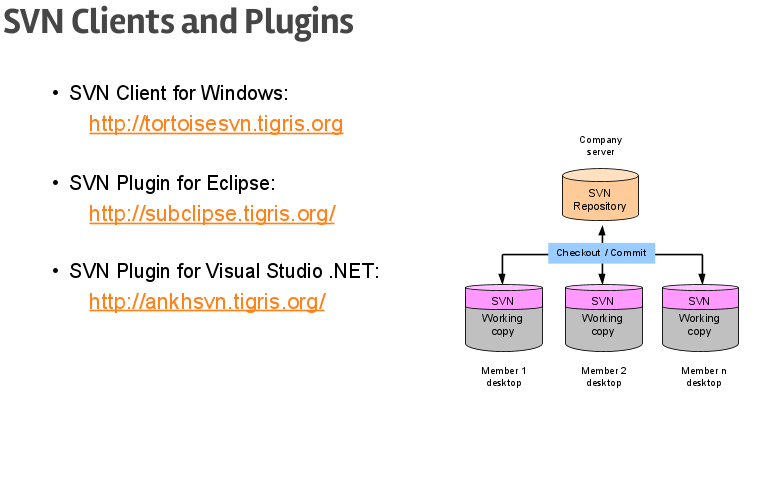 SVN Clients and Plugins
• SVN Client for Windows:
http://tortoisesvn.tigris.org
• SVN Plugin for Eclipse:
http://subclipse.tigris.org/
• SVN Plugin for Visual Studio .NET:
http://ankhsvn.tigris.org/
Company
server
SVN
Repository
Checkout / Commit
SVN
Working
copy
Member 1
desktop
SVN
Working
copy
Member 2
desktop
SVN
Working
copy
Member n
desktop